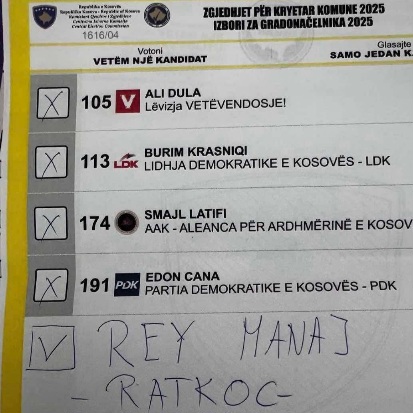 Republika e Kosovës
Republika Kosova - Republic of Kosovo
Komisioni Qendror i Zgjedhjeve
Centralna Izborna Komisija
Central Election Commission
1616/04
ZGJEDHJET PËR KRYETAR KOMUNE 2025
IZBORI ZA GRADONAČELNIKA 2025
Votoni
VETËM NJË KANDIDAT
Glasajte
SAMO JEDAN K
X 105 V ALI DULA
Lëvizja VETËVENDOSJE!
X 113 LDK BURIM KRASNIQI
LIDHJA DEMOKRATIKE E KOSOVËS - LDK
X 174 SMAJL LATIFI
AAK - ALEANCA PËR ARDHMËRINË E KOSOV
X 191 PDK EDON CANA
PARTIA DEMOKRATIKE E KOSOVËS - PDK
V REY MANAJ
- RATKOC -